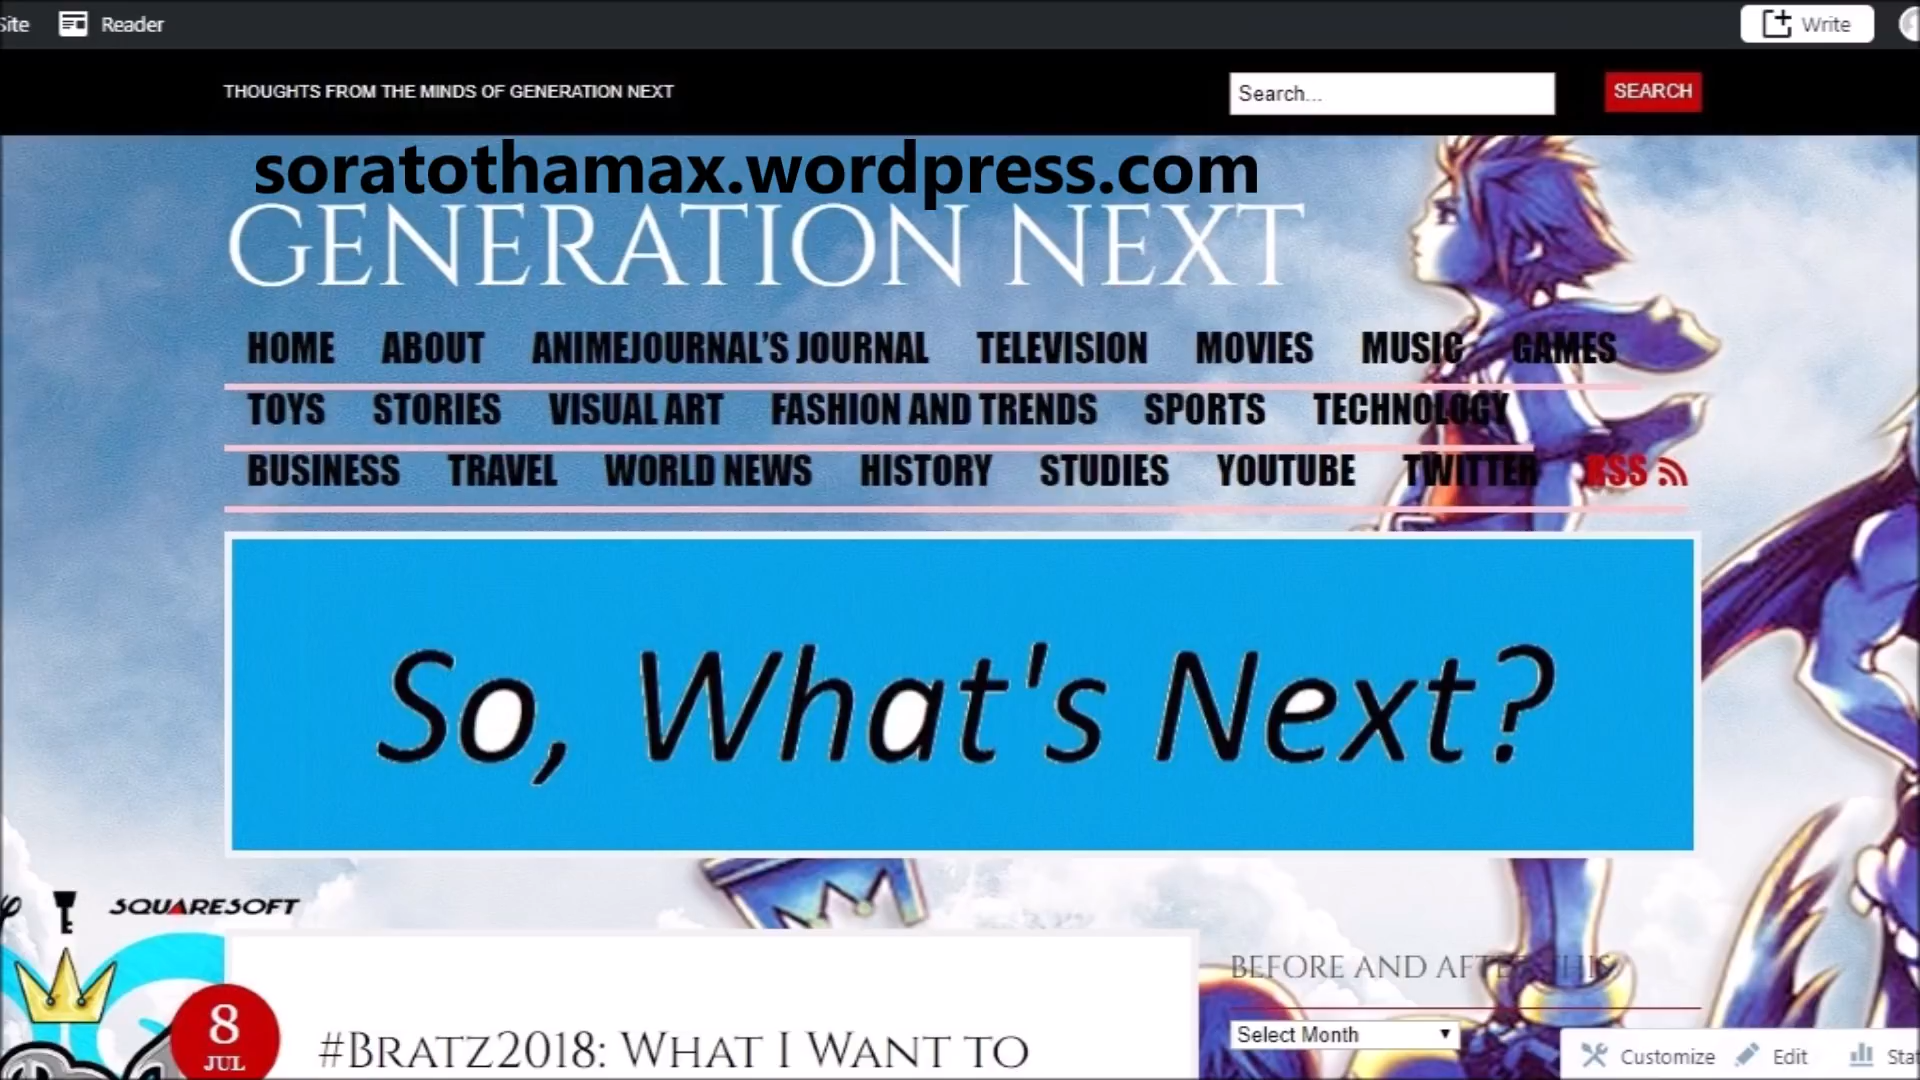 Site Reader Write
THOUGHTS FROM THE MINDS OF GENERATION NEXT Search... SEARCH
soratothamax.wordpress.com
GENERATION NEXT
HOME ABOUT ANIMEJOURNAL'S JOURNAL TELEVISION MOVIES MUSIC GAMES
TOYS STORIES VISUAL ART FASHION AND TRENDS SPORTS TECHNOLOGY
BUSINESS TRAVEL WORLD NEWS HISTORY STUDIES YOUTUBE TWITTER RSS
So, What's Next?
SQUARESOFT
BEFORE AND AFTER THIS
8
JUL
#BRATZ2018: WHAT I WANT TO
Select Month
Customize Edit Stat